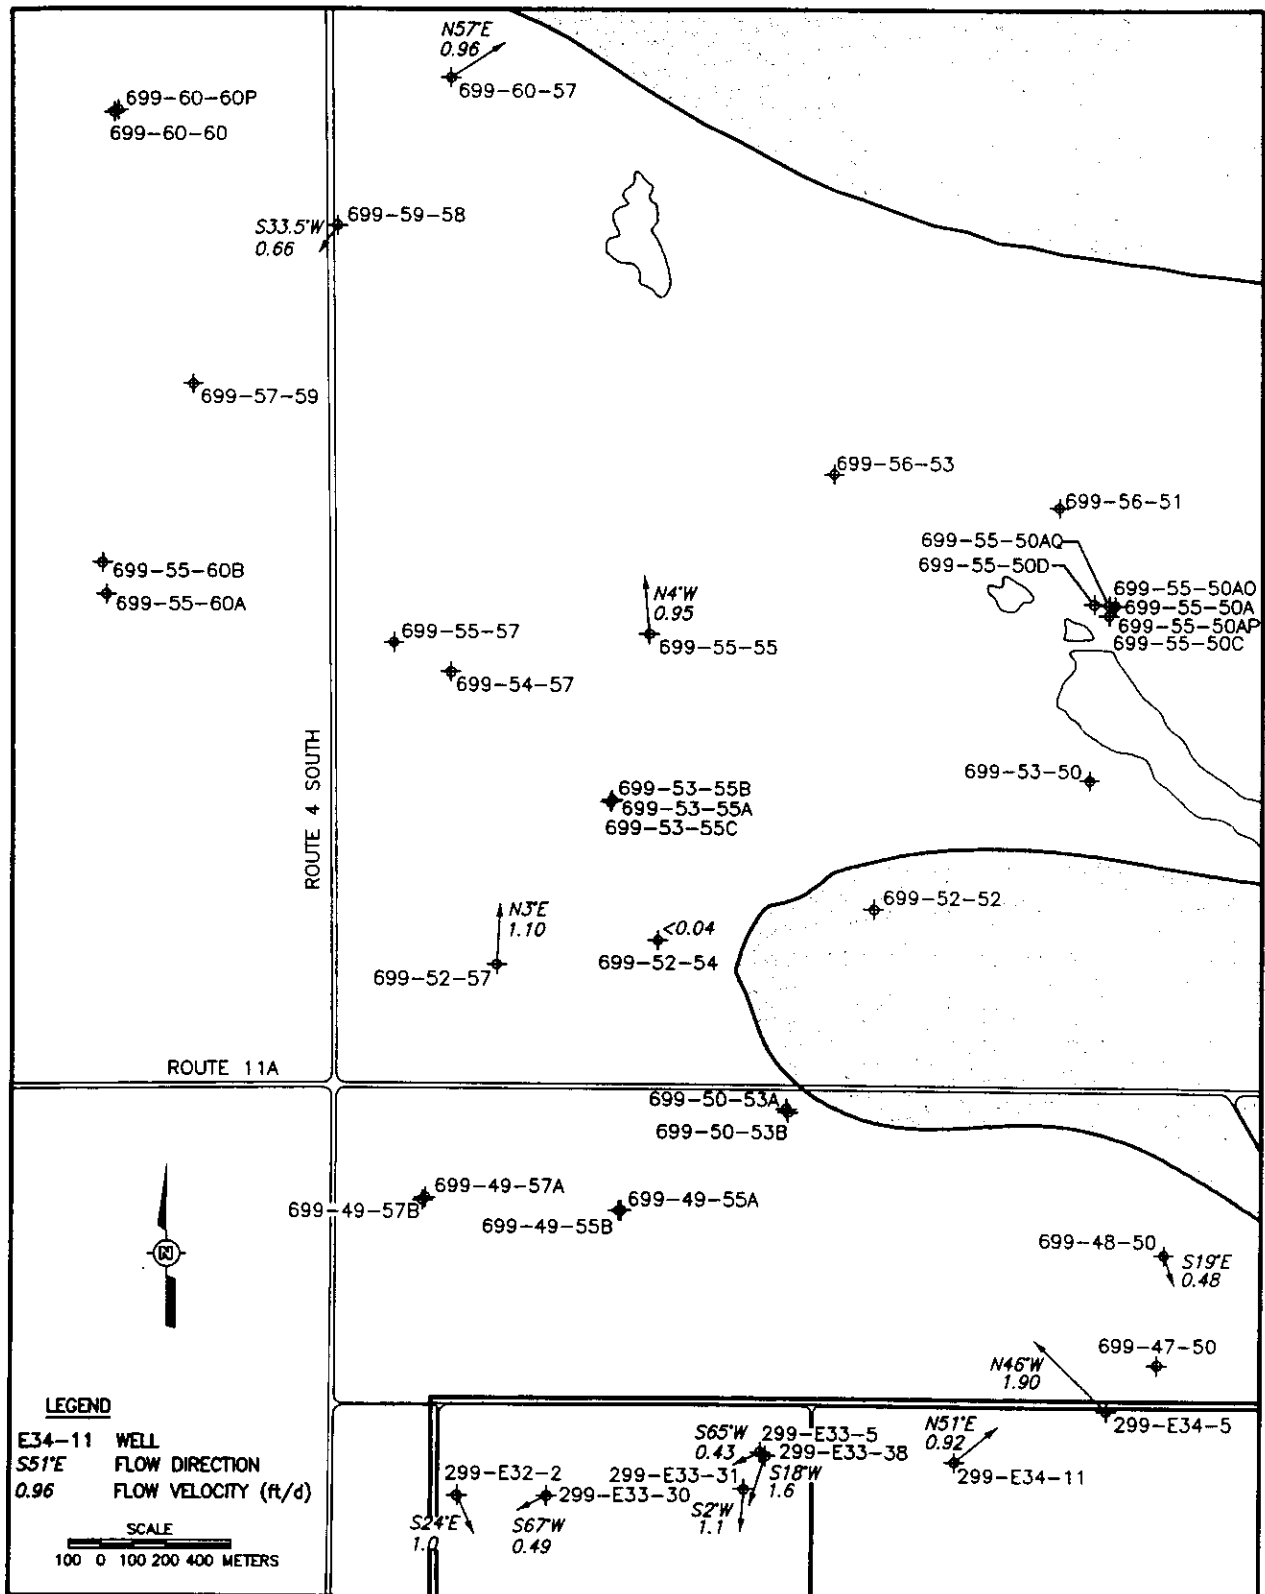 N57°E
0.96
699-60-57
699-60-60P
699-60-60
699-59-58
S33.5°W
0.66
699-57-59
699-56-53
699-56-51
699-55-50AQ
699-55-50D
699-55-50AO
699-55-50A
699-55-50AP
699-55-50C
699-55-60B
699-55-60A
N4°W
0.95
699-55-57
699-55-55
699-54-57
ROUTE 4 SOUTH
699-53-50
699-53-55B
699-53-55A
699-53-55C
699-52-52
N3°E
1.10
<0.04
699-52-54
699-52-57
ROUTE 11A
699-50-53A
699-50-53B
699-49-57A
699-49-57B
699-49-55A
699-49-55B
N
699-48-50
S19°E
0.48
699-47-50
N46°W
1.90
299-E34-5
N51°E
0.92
299-E34-11
S65°W
0.43
299-E33-5
299-E33-38
299-E33-31
S18°W
1.6
S2°W
1.1
299-E32-2
299-E33-30
S24°E
1.0
S67°W
0.49
LEGEND
E34-11 WELL
S51°E FLOW DIRECTION
0.96 FLOW VELOCITY (ft/d)
SCALE
100 0 100 200 400 METERS